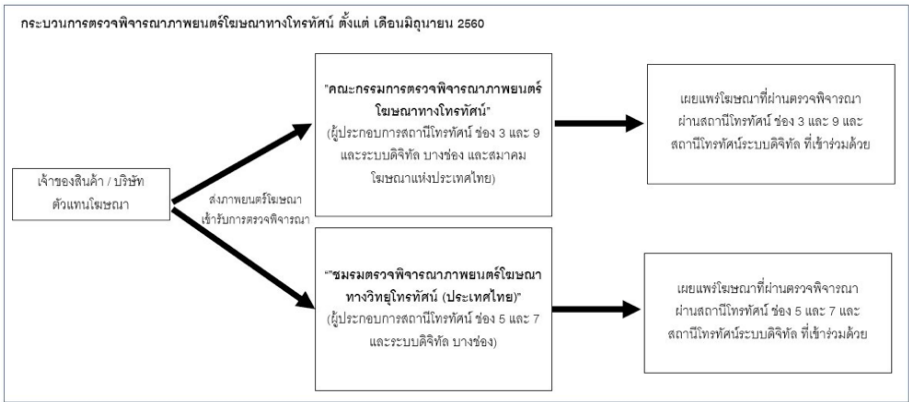 กระบวนการตรวจพิจารณาภาพยนตร์โฆษณาทางโทรทัศน์ ตั้งแต่ เดือนมิถุนายน 2560
เจ้าของสินค้า / บริษัท
ตัวแทนโฆษณา
ส่งภาพยนตร์โฆษณา
เข้ารับการตรวจพิจารณา
"คณะกรรมการตรวจพิจารณาภาพยนตร์
โฆษณาทางโทรทัศน์"
(ผู้ประกอบการสถานีโทรทัศน์ ช่อง 3 และ 9
และระบบดิจิทัล บางช่อง และสมาคม
โฆษณาแห่งประเทศไทย)
เผยแพร่โฆษณาที่ผ่านตรวจพิจารณา
ผ่านสถานีโทรทัศน์ ช่อง 3 และ 9 และ
สถานีโทรทัศน์ระบบดิจิทัล ที่เข้าร่วมด้วย
""ชมรมตรวจพิจารณาภาพยนตร์โฆษณา
ทางวิทยุโทรทัศน์ (ประเทศไทย)"
(ผู้ประกอบการสถานีโทรทัศน์ ช่อง 5 และ 7
และระบบดิจิทัล บางช่อง)
เผยแพร่โฆษณาที่ผ่านตรวจพิจารณา
ผ่านสถานีโทรทัศน์ ช่อง 5 และ 7 และ
สถานีโทรทัศน์ระบบดิจิทัล ที่เข้าร่วมด้วย